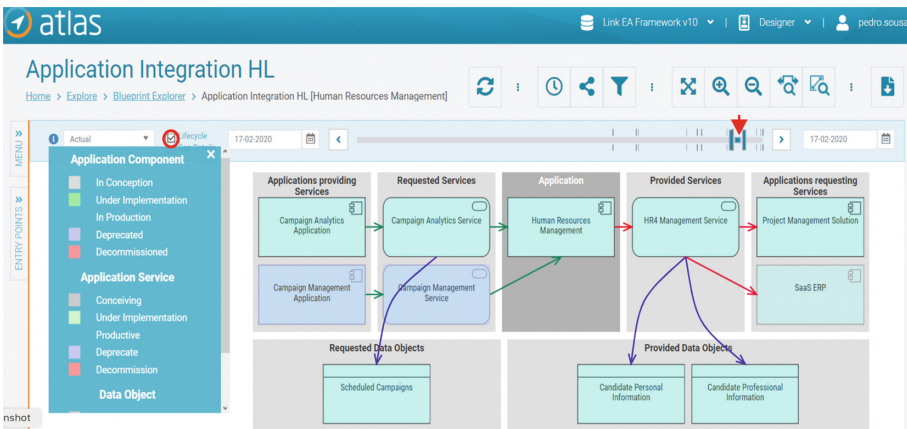 atlas
Link EA Framework v10
Designer
pedro.sousa
Application Integration HL
Home > Explore > Blueprint Explorer > Application Integration HL [Human Resources Management]
MENU
ENTRY POINTS
Actual
Lifecycle
17-02-2020
17-02-2020
Application Component
In Conception
Under Implementation
In Production
Deprecated
Decommissioned
Application Service
Conceiving
Under Implementation
Productive
Deprecate
Decommission
Data Object
Applications providing
Services
Requested Services
Application
Provided Services
Applications requesting
Services
Campaign Analytics
Application
Campaign Analytics Service
Human Resources
Management
HR4 Management Service
Project Management Solution
Campaign Management
Application
Campaign Management
Service
SaaS ERP
Requested Data Objects
Provided Data Objects
Scheduled Campaigns
Candidate Personal
Information
Candidate Professional
Information
nshot